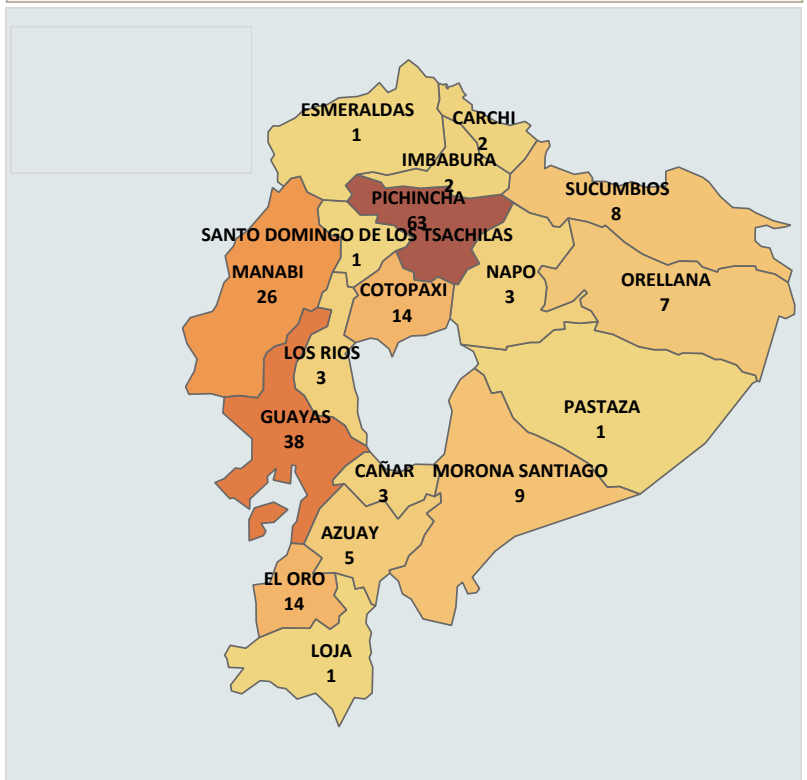 ESMERALDAS
1
CARCHI
2
IMBABURA
2
SUCUMBIOS
8
PICHINCHA
63
SANTO DOMINGO DE LOS TSACHILAS
1
MANABI
26
NAPO
3
ORELLANA
7
COTOPAXI
14
LOS RIOS
3
PASTAZA
1
GUAYAS
38
CAÑAR
3
MORONA SANTIAGO
9
AZUAY
5
EL ORO
14
LOJA
1